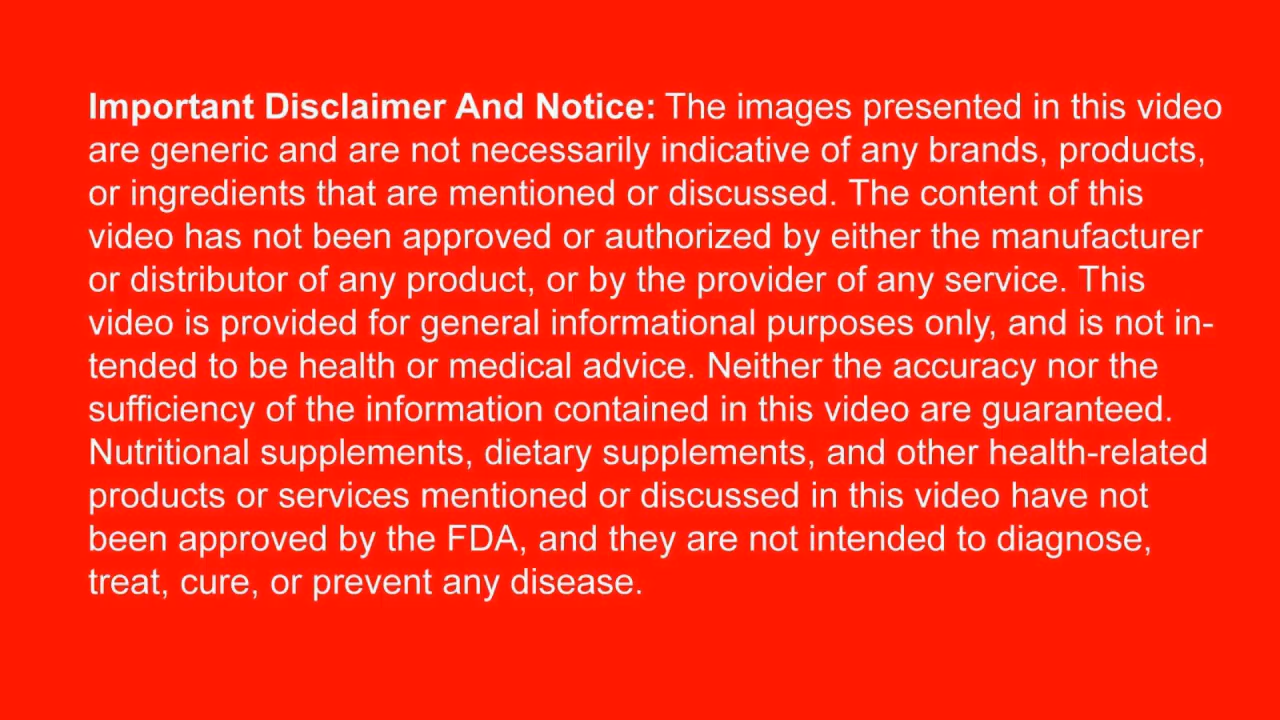 Important Disclaimer And Notice: The images presented in this video
are generic and are not necessarily indicative of any brands, products,
or ingredients that are mentioned or discussed. The content of this
video has not been approved or authorized by either the manufacturer
or distributor of any product, or by the provider of any service. This
video is provided for general informational purposes only, and is not in-
tended to be health or medical advice. Neither the accuracy nor the
sufficiency of the information contained in this video are guaranteed.
Nutritional supplements, dietary supplements, and other health-related
products or services mentioned or discussed in this video have not
been approved by the FDA, and they are not intended to diagnose,
treat, cure, or prevent any disease.